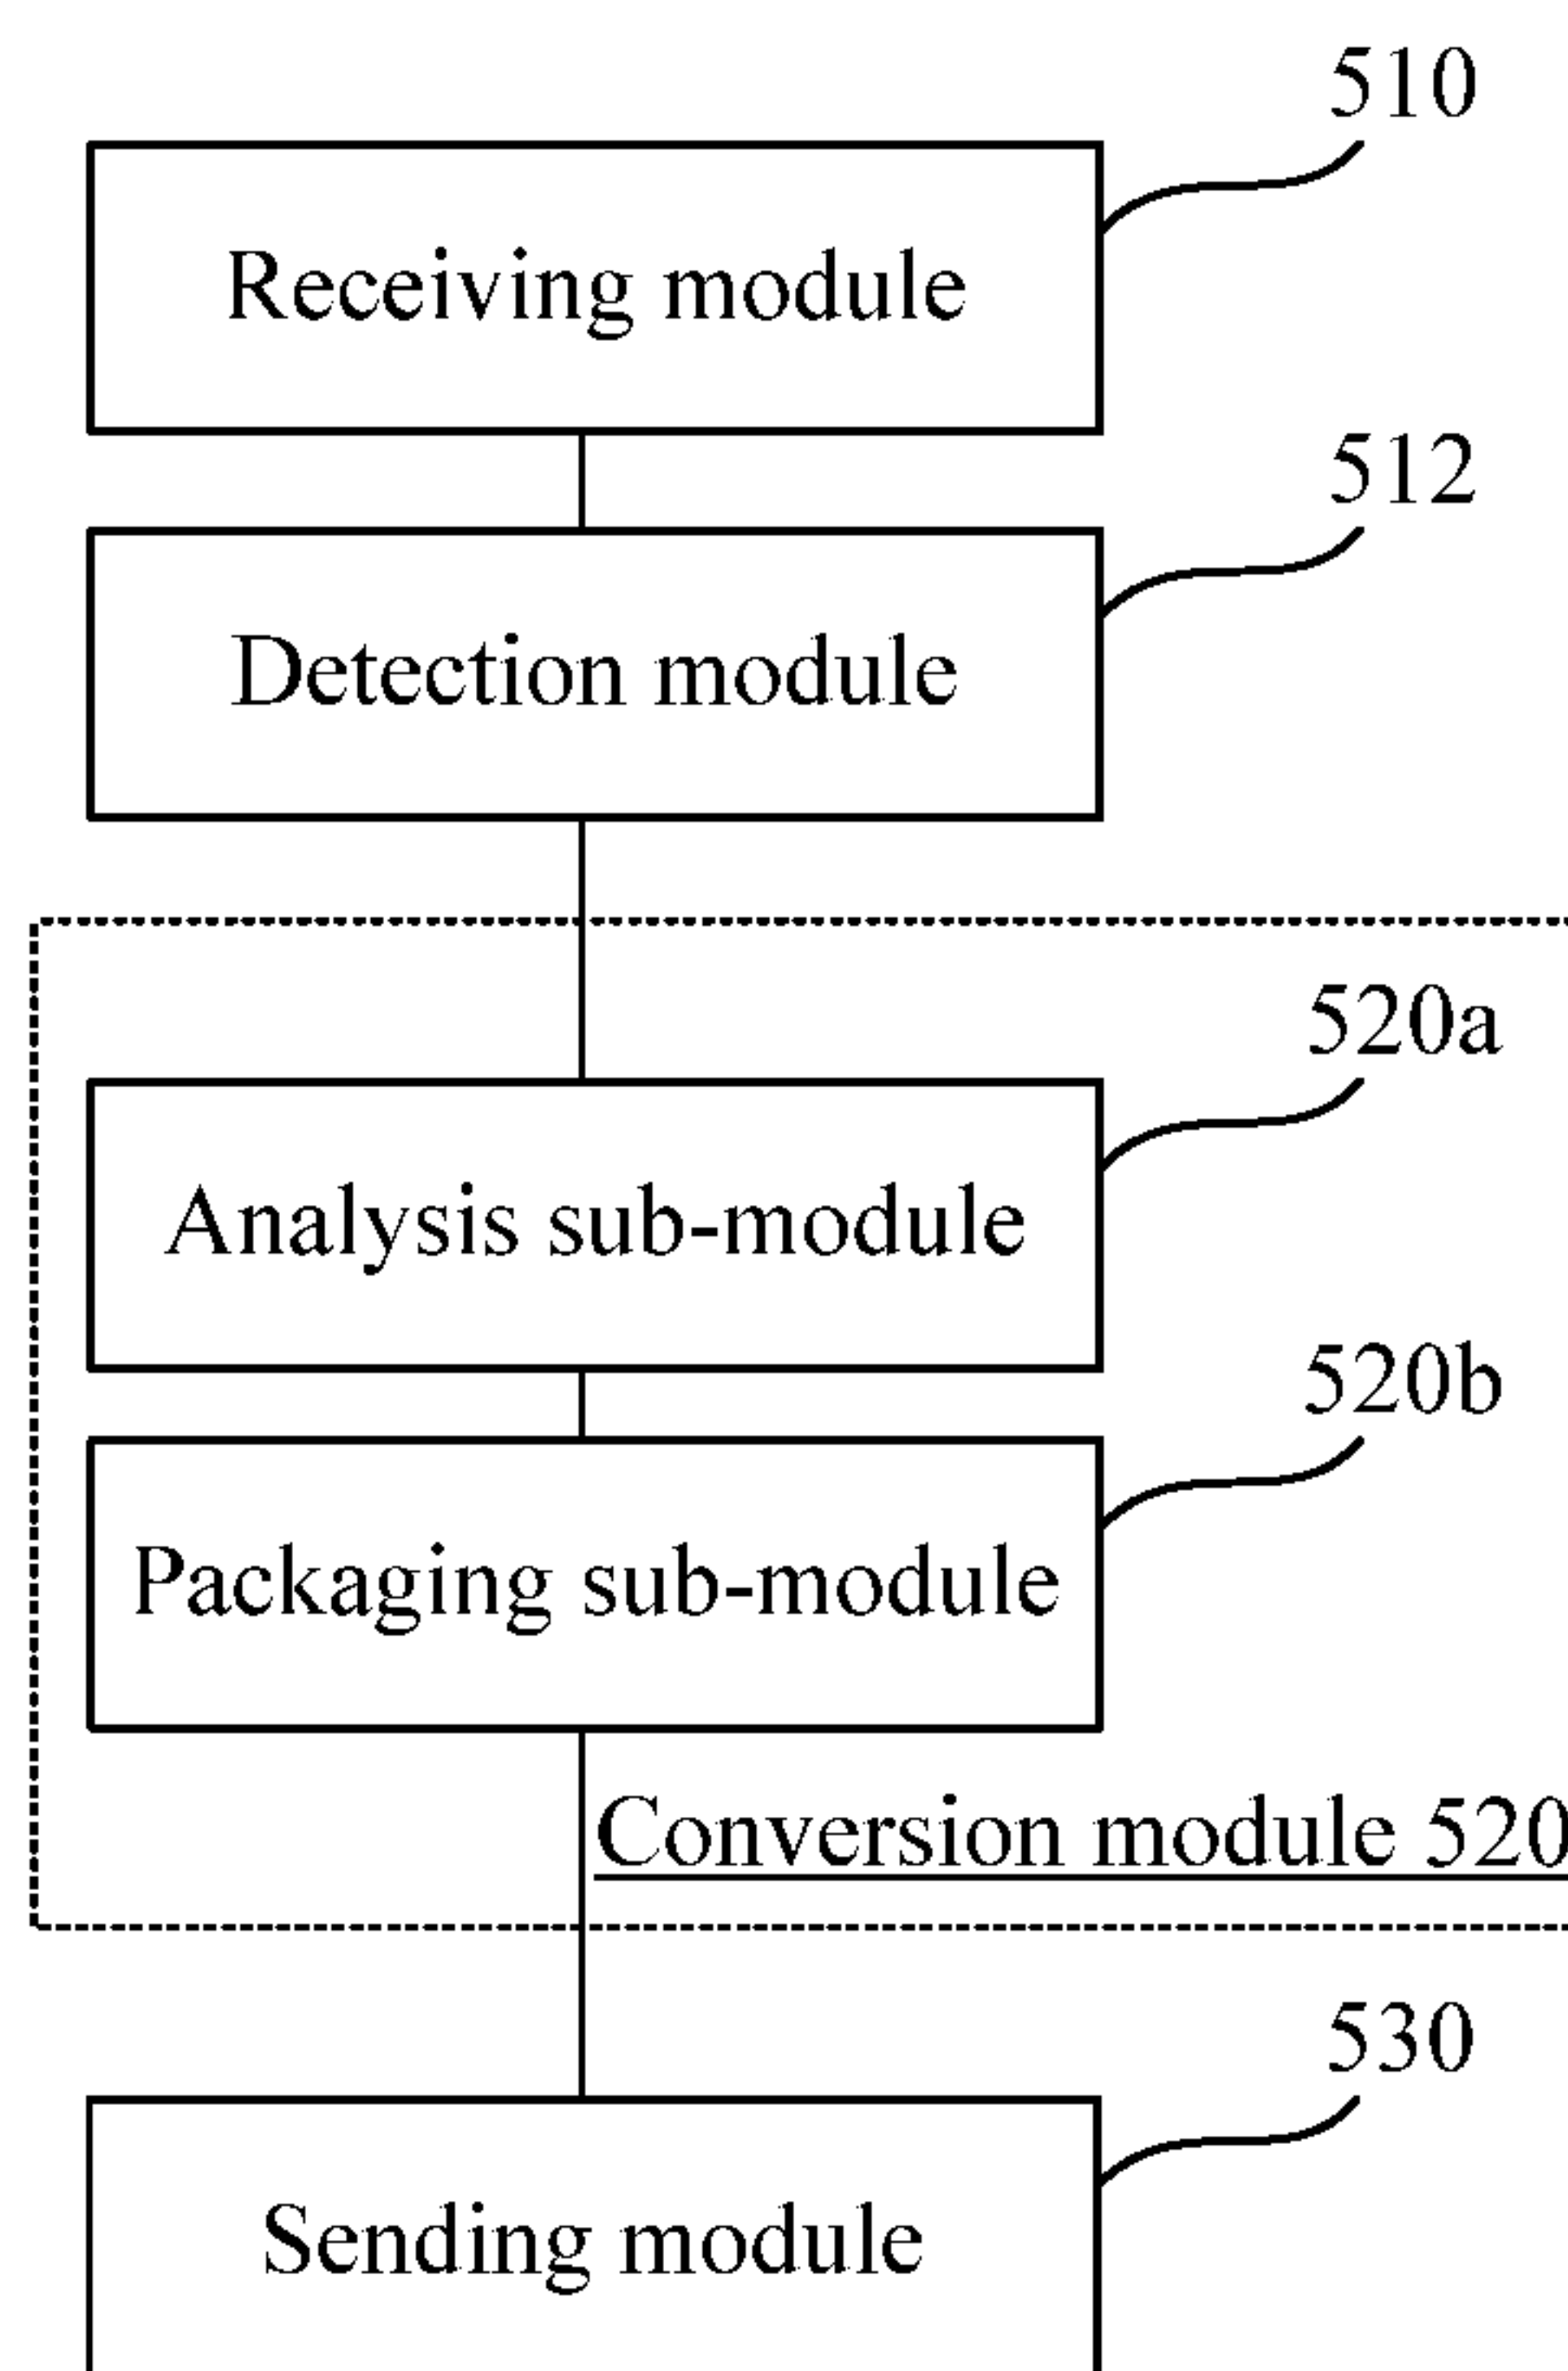 510
Receiving module
512
Detection module
520a
Analysis sub-module
520b
Packaging sub-module
Conversion module 520
530
Sending module